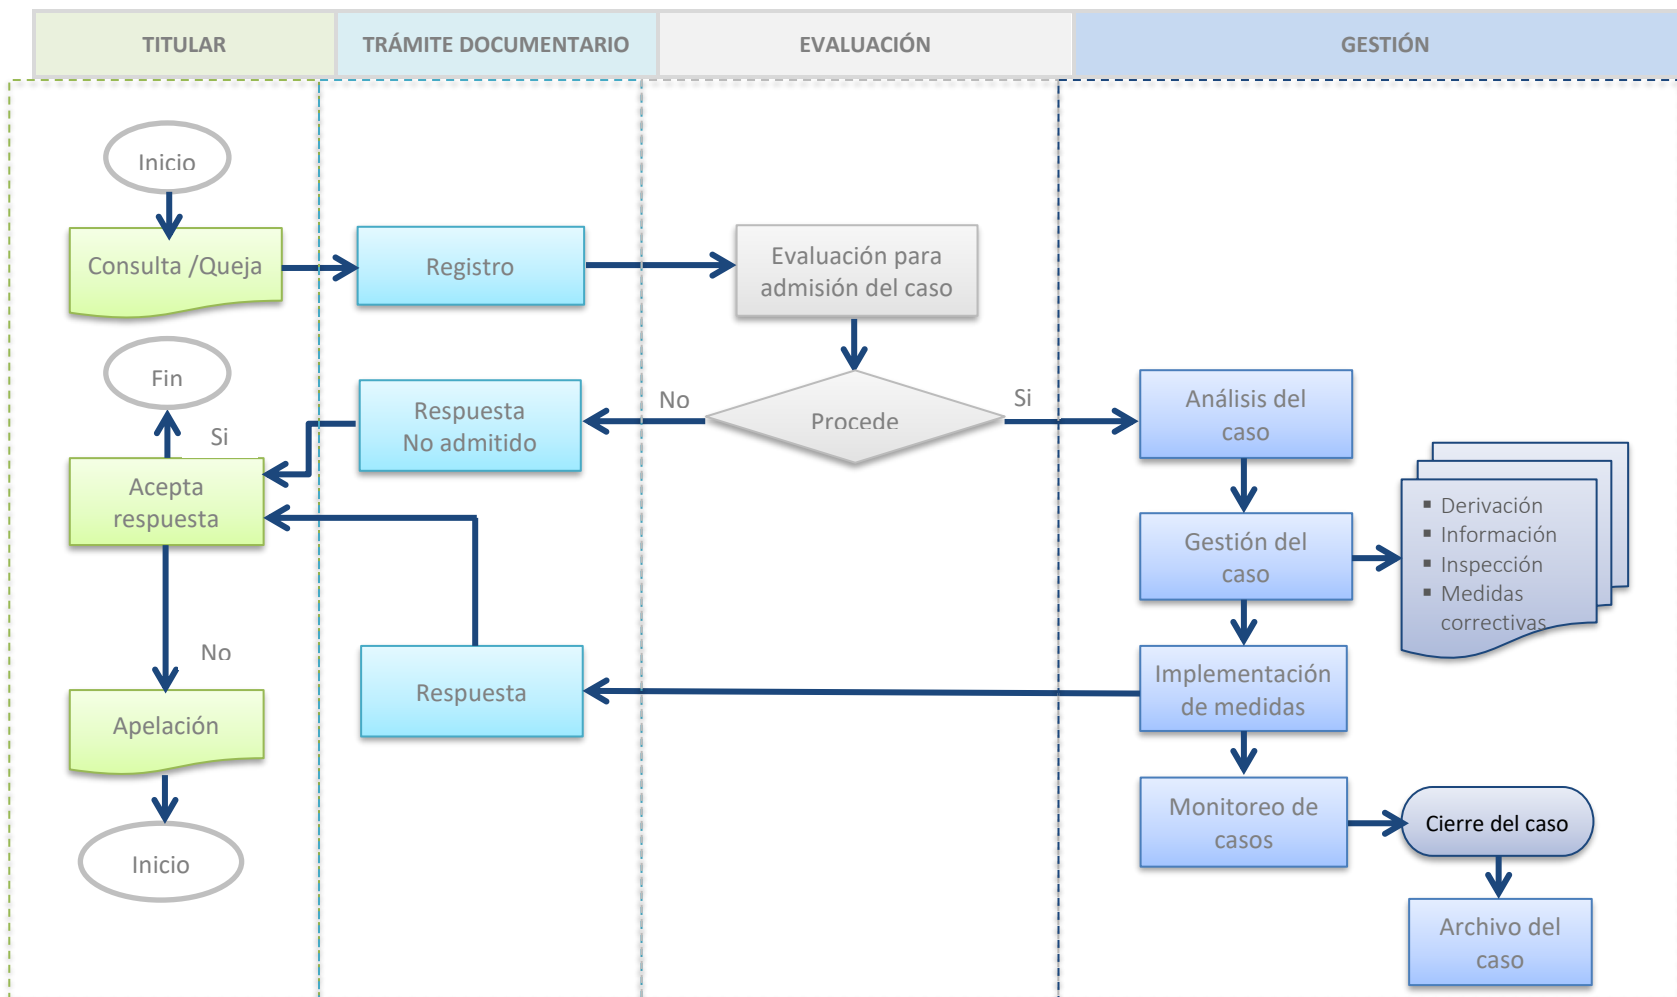 TITULAR
TRÁMITE DOCUMENTARIO
EVALUACIÓN
GESTIÓN
Inicio
Consulta /Queja
Registro
Evaluación para
admisión del caso
Fin
Si
Respuesta
No admitido
No
Procede
Si
Análisis del
caso
Acepta
respuesta
Gestión del
caso
▪ Derivación
▪ Información
▪ Inspección
▪ Medidas
correctivas
No
Apelación
Respuesta
Implementación
de medidas
Inicio
Monitoreo de
casos
Cierre del caso
Archivo del
caso